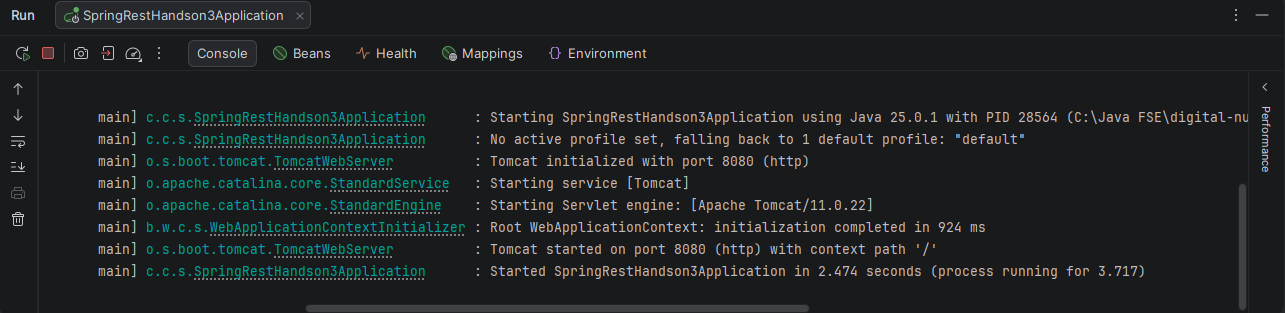 Run SpringRestHandson3Application
Console Beans Health Mappings Environment
main] c.c.s.SpringRestHandson3Application : Starting SpringRestHandson3Application using Java 25.0.1 with PID 28564 (C:\Java FSE\digital-nu
main] c.c.s.SpringRestHandson3Application : No active profile set, falling back to 1 default profile: "default"
main] o.s.boot.tomcat.TomcatWebServer : Tomcat initialized with port 8080 (http)
main] o.apache.catalina.core.StandardService : Starting service [Tomcat]
main] o.apache.catalina.core.StandardEngine : Starting Servlet engine: [Apache Tomcat/11.0.22]
main] b.w.c.s.WebApplicationContextInitializer : Root WebApplicationContext: initialization completed in 924 ms
main] o.s.boot.tomcat.TomcatWebServer : Tomcat started on port 8080 (http) with context path '/'
main] c.c.s.SpringRestHandson3Application : Started SpringRestHandson3Application in 2.474 seconds (process running for 3.717)
Performance